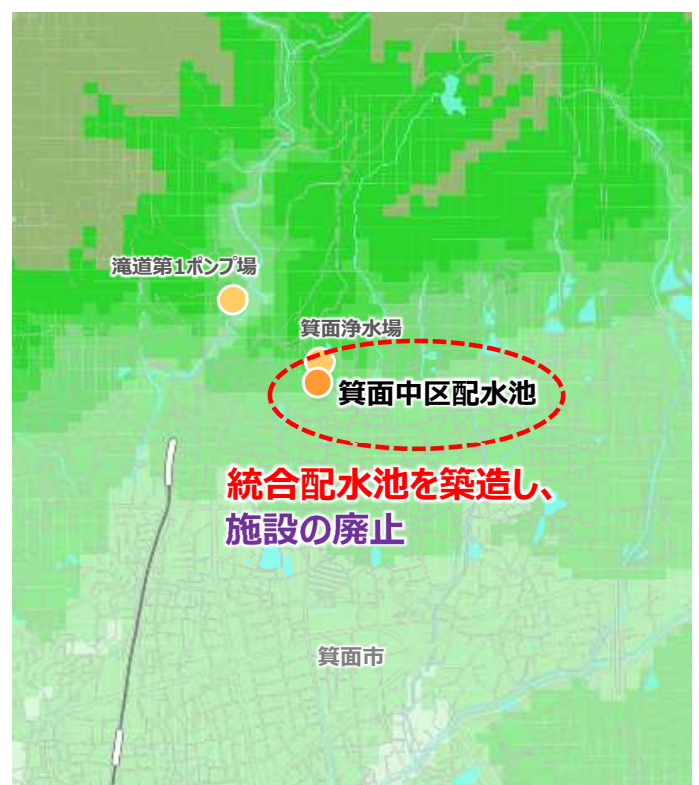 滝道第1ポンプ場
箕面浄水場
箕面中区配水池
統合配水池を築造し、
施設の廃止
箕面市